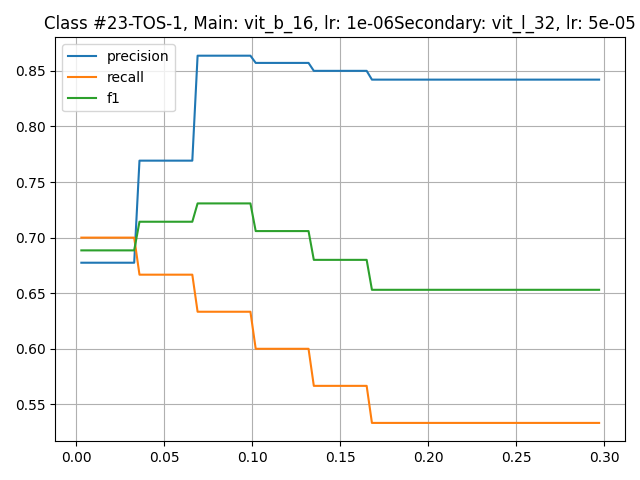 Class #23-TOS-1, Main: vit_b_16, lr: 1e-06Secondary: vit_l_32, lr: 5e-05
precision
recall
f1
0.85
0.80
0.75
0.70
0.65
0.60
0.55
0.00 0.05 0.10 0.15 0.20 0.25 0.30